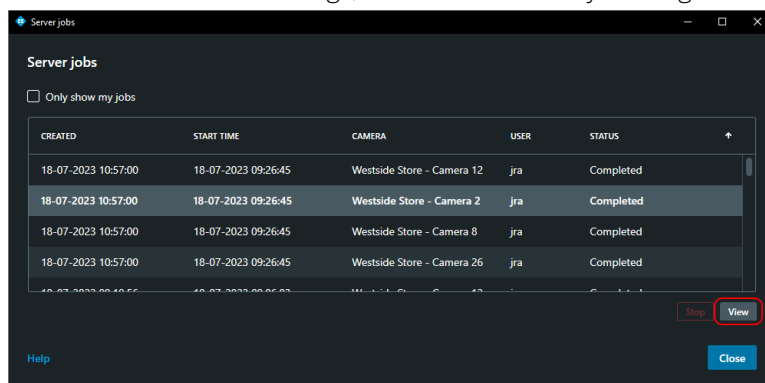 Server jobs
Server jobs
Only show my jobs
CREATED START TIME CAMERA USER STATUS
18-07-2023 10:57:00 18-07-2023 09:26:45 Westside Store - Camera 12 jra Completed
18-07-2023 10:57:00 18-07-2023 09:26:45 Westside Store - Camera 2 jra Completed
18-07-2023 10:57:00 18-07-2023 09:26:45 Westside Store - Camera 8 jra Completed
18-07-2023 10:57:00 18-07-2023 09:26:45 Westside Store - Camera 26 jra Completed
Stop View
Help Close